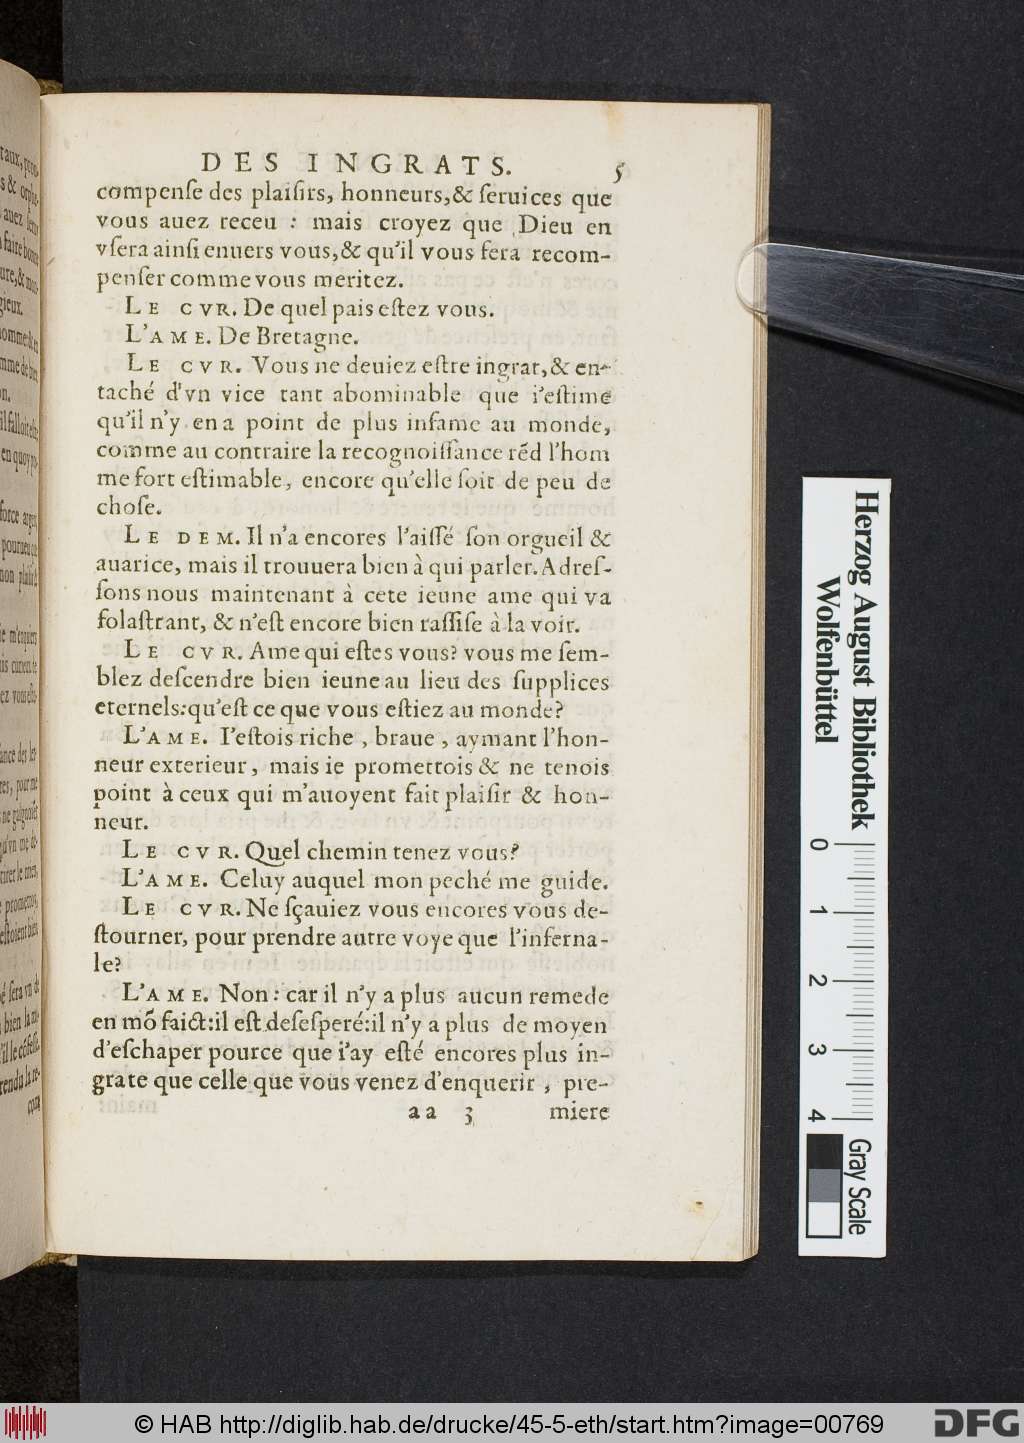 DES INGRATS. 5
compenſe des plaiſirs, honneurs,& ſeruices que
vous auez receu : mais croyez que Dieu en
vſera ainſi enuers vous,& qu'il vous fera recom-
penſer comme vous meritez.
LE CVR. De quel pais eſtez vous.
L'AME. De Bretagne.
LE CVR. Vous ne deuiez eſtre ingrat,& en-
taché d'vn vice tant abominable que i'eſtime
qu'il n'y en a point de plus infame au monde,
comme au contraire la recognoiſſance rẽd l'hom
me fort eſtimable, encore qu'elle ſoit de peu de
choſe.
LE DEM. Il n'a encores l'aiſſé ſon orgueil &
auarice, mais il trouuera bien à qui parler. Adreſ-
ſons nous maintenant à cete ieune ame qui va
folaſtrant, & n'eſt encore bien raſſiſe à la voir.
LE CVR. Ame qui eſtes vous? vous me ſem-
blez deſcendre bien ieune au lieu des ſupplices
eternels:qu'eſt ce que vous eſtiez au monde?
L'AME. I'eſtois riche, braue, aymant l'hon-
neur exterieur, mais ie promettois & ne tenois
point à ceux qui m'auoyent fait plaiſir & hon-
neur.
LE CVR. Quel chemin tenez vous?
L'AME. Celuy auquel mon peché me guide.
LE CVR. Ne ſçauiez vous encores vous de-
ſtourner, pour prendre autre voye que l'inferna-
le?
L'AME. Non : car il n'y a plus aucun remede
en mõ faict:il eſt deſeſperé:il n'y a plus de moyen
d'eſchaper pource que i'ay eſté encores plus in-
grate que celle que vous venez d'enquerir, pre-
aa 3 miere
Herzog August Bibliothek
Wolfenbüttel
0 1 2 3 4
Gray Scale
© HAB http://diglib.hab.de/drucke/45-5-eth/start.htm?image=00769
DFG